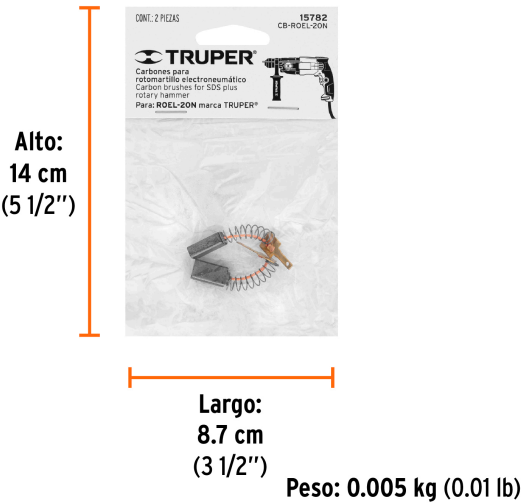 CONT.: 2 PIEZAS
15782
CB-ROEL-20N
TRUPER®
Carbones para
rotomartillo electroneumático
Carbon brushes for SDS plus
rotary hammer
Para: ROEL-20N marca TRUPER®
TRUPER
Alto:
14 cm
(5 1/2”)
Largo:
8.7 cm
(3 1/2”)
Peso: 0.005 kg (0.01 lb)